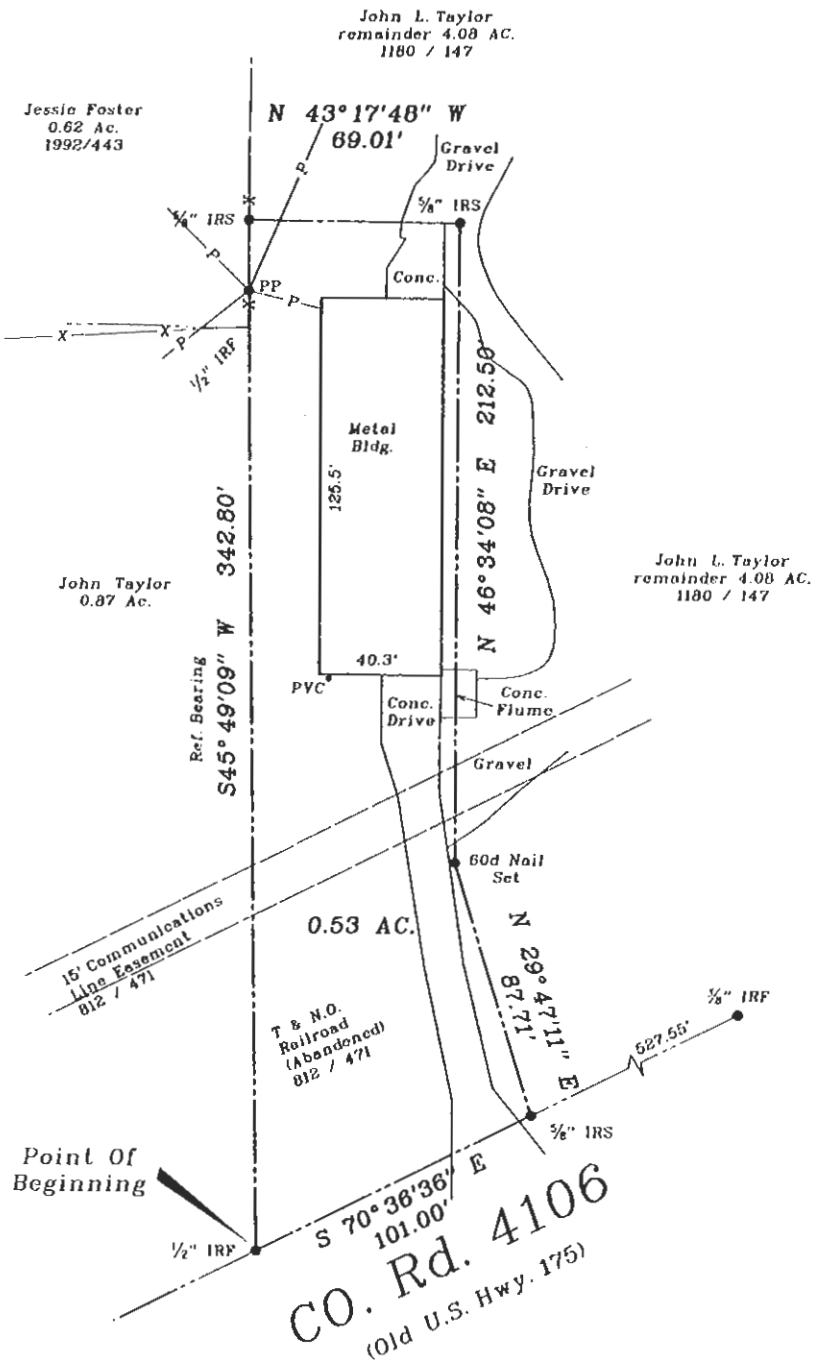 John L. Taylor
remainder 4.08 AC.
1180 / 147
Jessie Foster
0.62 Ac.
1992/443
N 43°17'48" W
69.01'
Gravel
Drive
P
X
5/8" IRS
5/8" IRS
P
PP
X
P
Conc.
X
X
P
1/2" IRF
Metal
Bldg.
125.5'
N 46°34'08" E 212.50'
Gravel
Drive
John Taylor
0.87 Ac.
Ref. Bearing
S45°49'09" W 342.80'
John L. Taylor
remainder 4.08 AC.
1180 / 147
40.3'
PVC
Conc.
Drive
Conc.
Flume
Gravel
60d Nail
Set
0.53 AC.
15' Communications
Line Easement
812 / 471
N 29°47'11" E
87.71'
5/8" IRF
527.55'
T & N.O.
Railroad
(Abandoned)
812 / 471
5/8" IRS
Point Of
Beginning
1/2" IRF
S 70°36'36" E
101.00'
CO. Rd. 4106
(Old U.S. Hwy. 175)